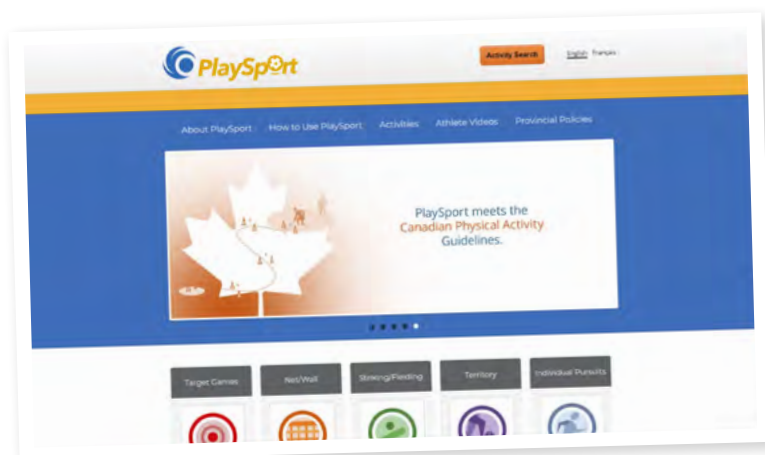 PlaySport
Activity Search
English Français
About PlaySport How to Use PlaySport Activities Athlete Videos Provincial Policies
PlaySport meets the
Canadian Physical Activity
Guidelines.
Target Games Net/Wall Striking/Fielding Territory Individual Pursuits